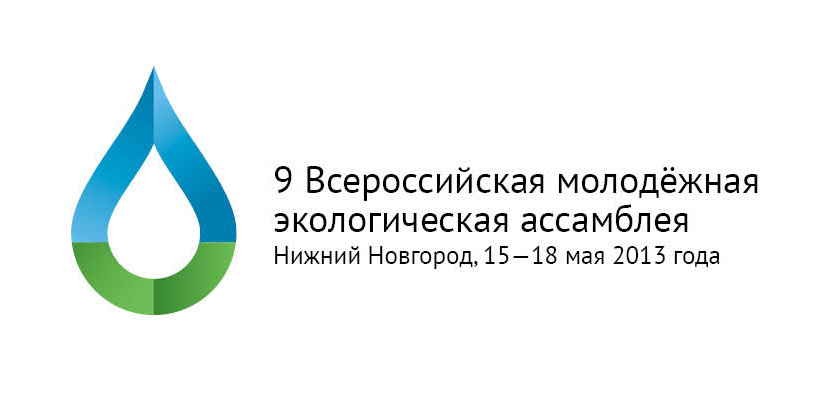 9 Всероссийская молодёжная
экологическая ассамблея
Нижний Новгород, 15—18 мая 2013 года